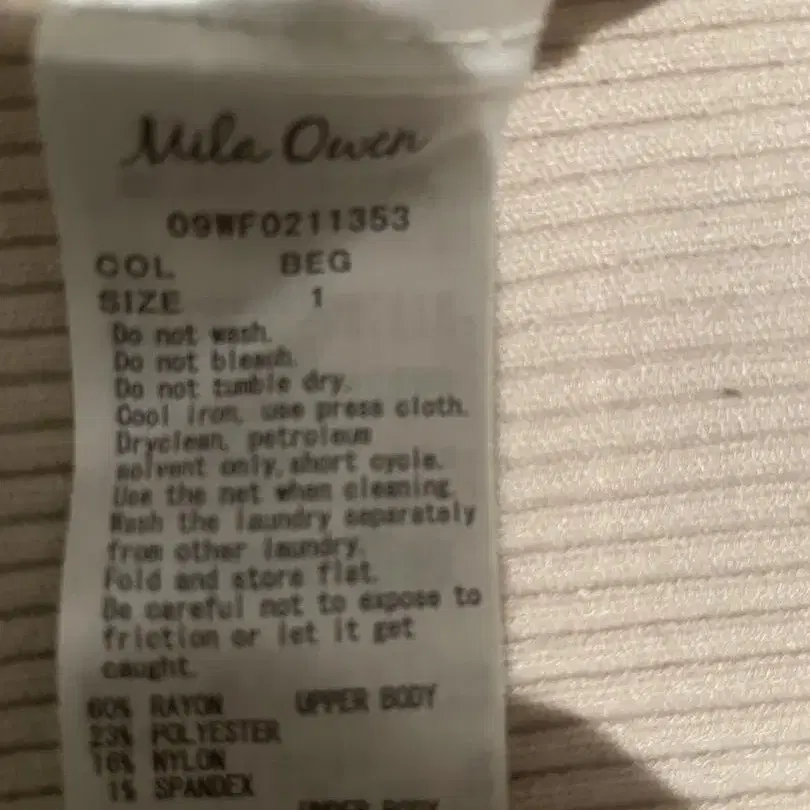 Mila Owen
09WF0211353
COL BEG
SIZE 1
Do not wash.
Do not bleach.
Do not tumble dry.
Cool iron, use press cloth.
Dryclean, petroleum
solvent only, short cycle.
Use the net when cleaning.
Wash the laundry separately
from other laundry.
Fold and store flat.
Be careful not to expose to
friction or let it get
caught.
60% RAYON UPPER BODY
23% POLYESTER
16% NYLON
1% SPANDEX
UNDER BODY